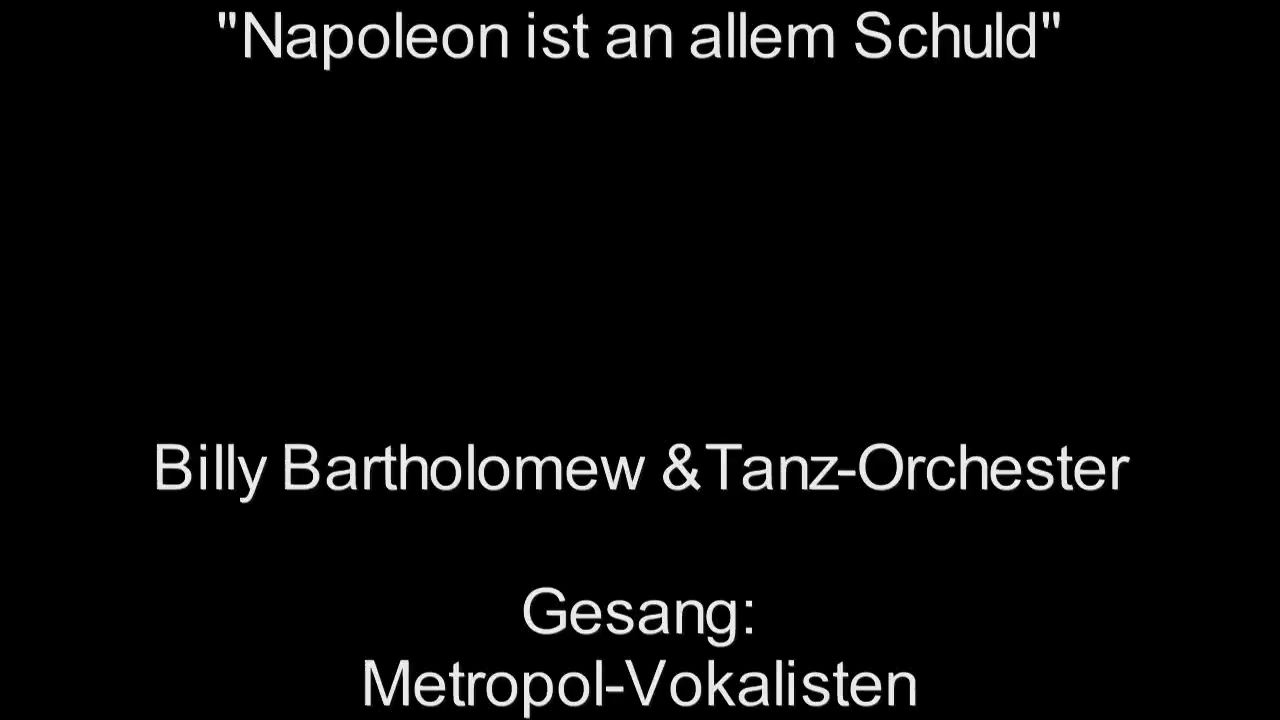 "Napoleon ist an allem Schuld"
Billy Bartholomew &Tanz-Orchester
Gesang:
Metropol-Vokalisten